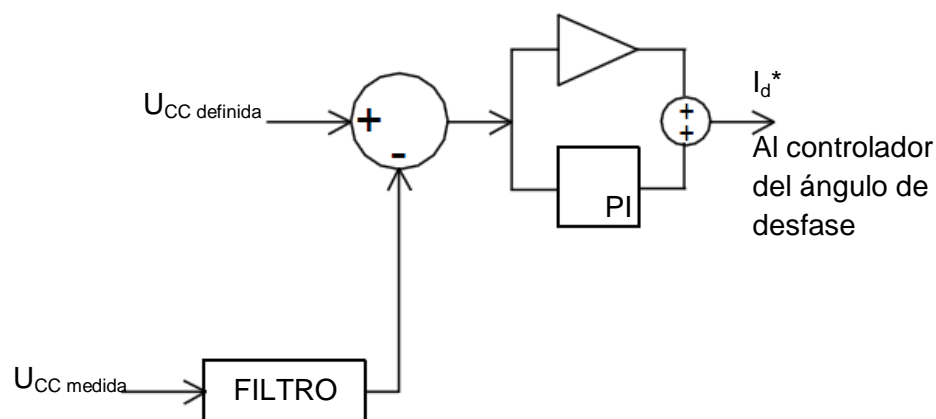 U_CC definida
+
-
PI
+
+
I_d*
Al controlador
del ángulo de
desfase
U_CC medida
FILTRO